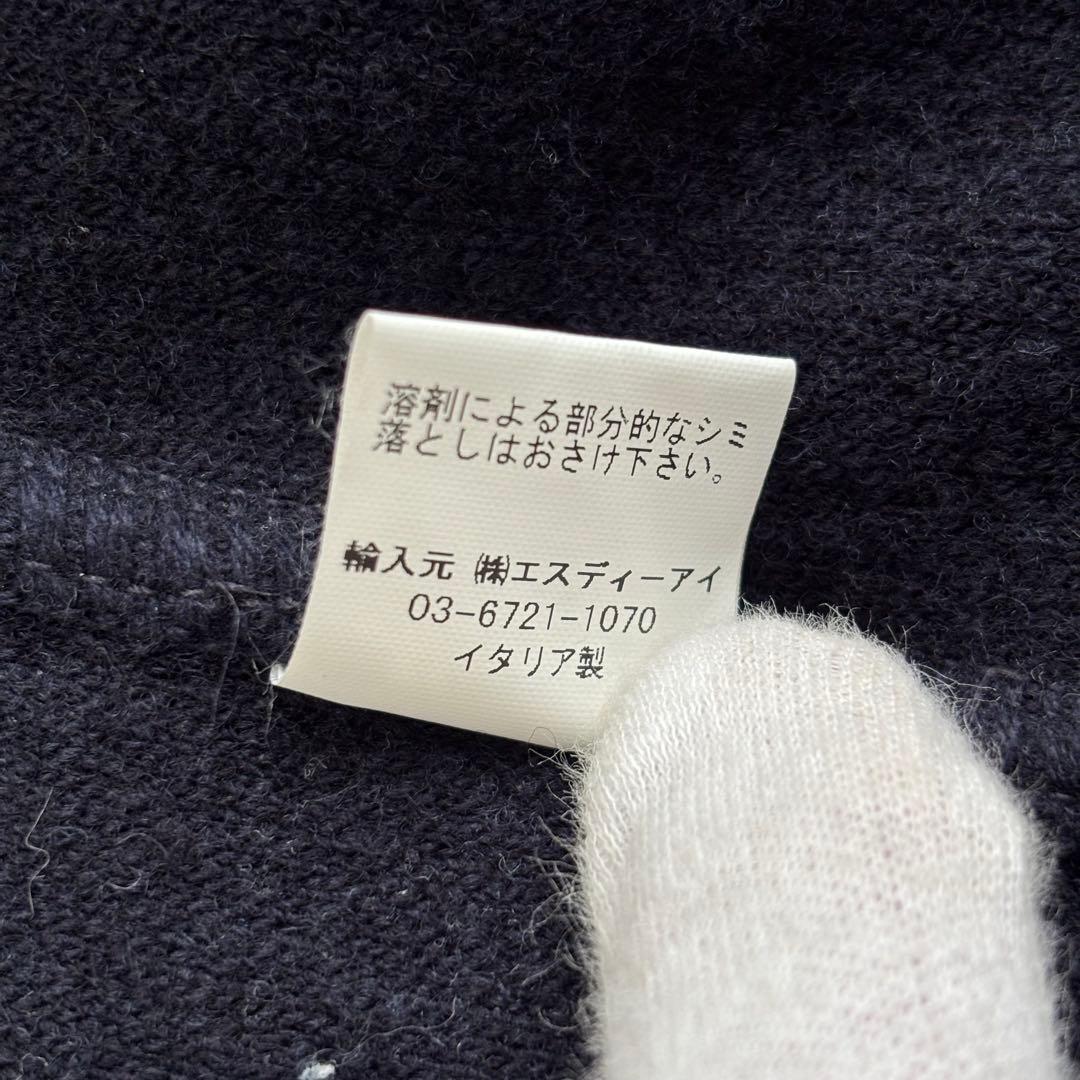 溶剤による部分的なシミ
落としはおさけ下さい。
輸入元 ㈱エスディーアイ
03-6721-1070
イタリア製